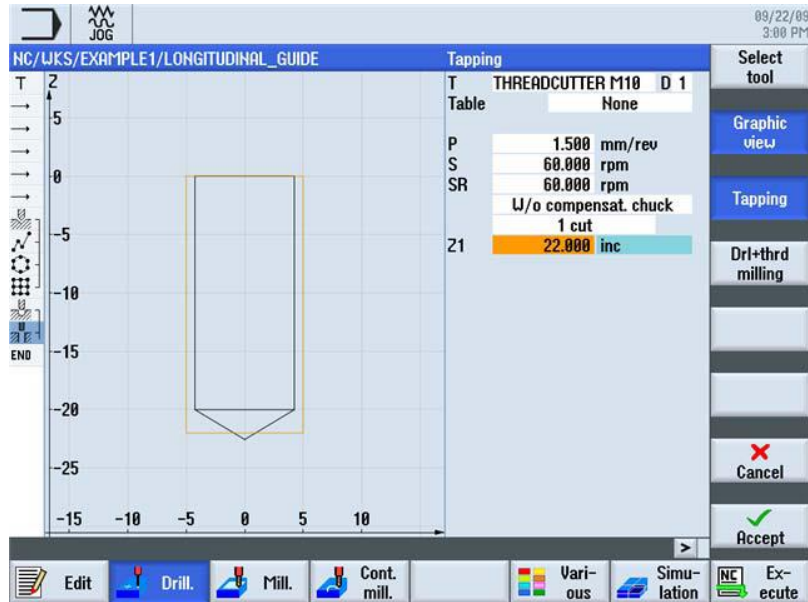 JOG
09/22/09
3:00 PM
NC/WKS/EXAMPLE1/LONGITUDINAL_GUIDE
Tapping
Select
tool
T
Z
T THREADCUTTER M10 D 1
Table None
5
P 1.500 mm/rev
Graphic
view
S 60.000 rpm
0
SR 60.000 rpm
W/o compensat. chuck
Tapping
1 cut
-5
Z1 22.000 inc
Drl+thrd
milling
-10
END
-15
-20
-25
Cancel
-15 -10 -5 0 5 10
Accept
>
Edit
Drill.
Mill.
Cont.
mill.
Vari-
ous
Simu-
lation
NC
Ex-
ecute